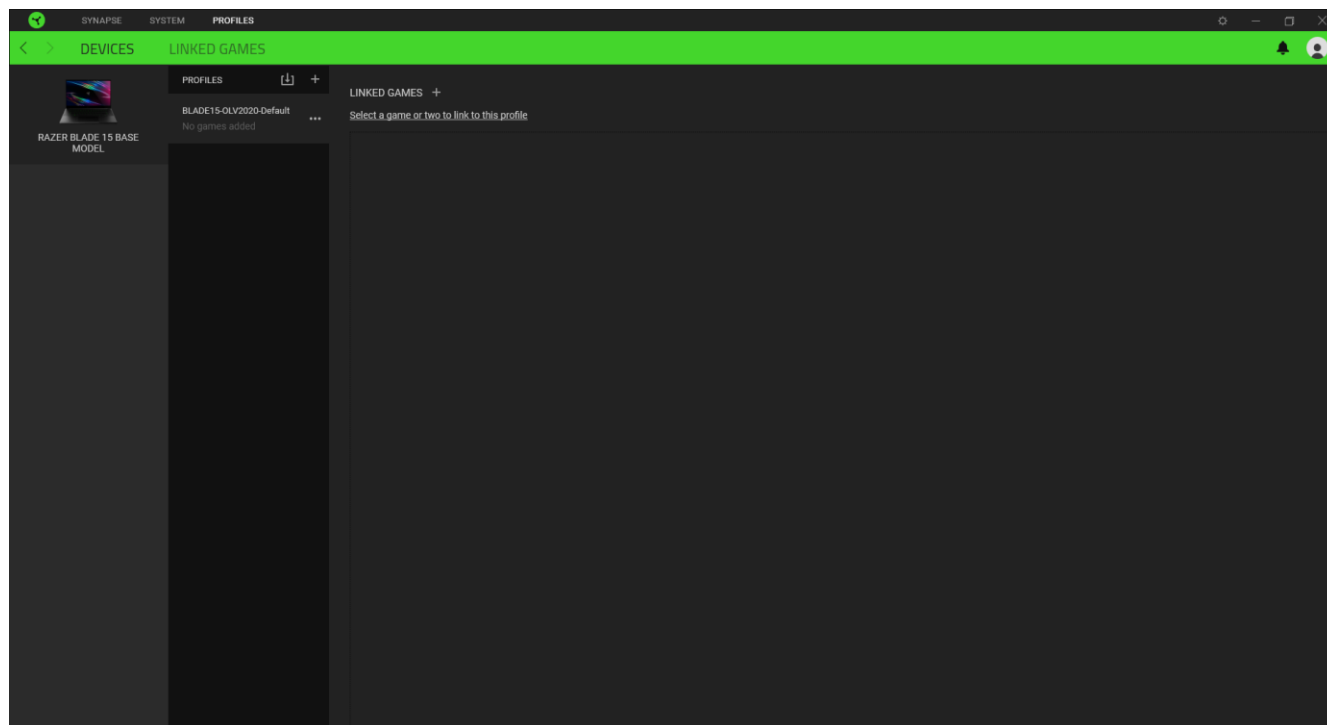 SYNAPSE SYSTEM PROFILES
DEVICES LINKED GAMES
RAZER BLADE 15 BASE
MODEL
PROFILES
BLADE15-OLV2020-Default
No games added
LINKED GAMES
Select a game or two to link to this profile